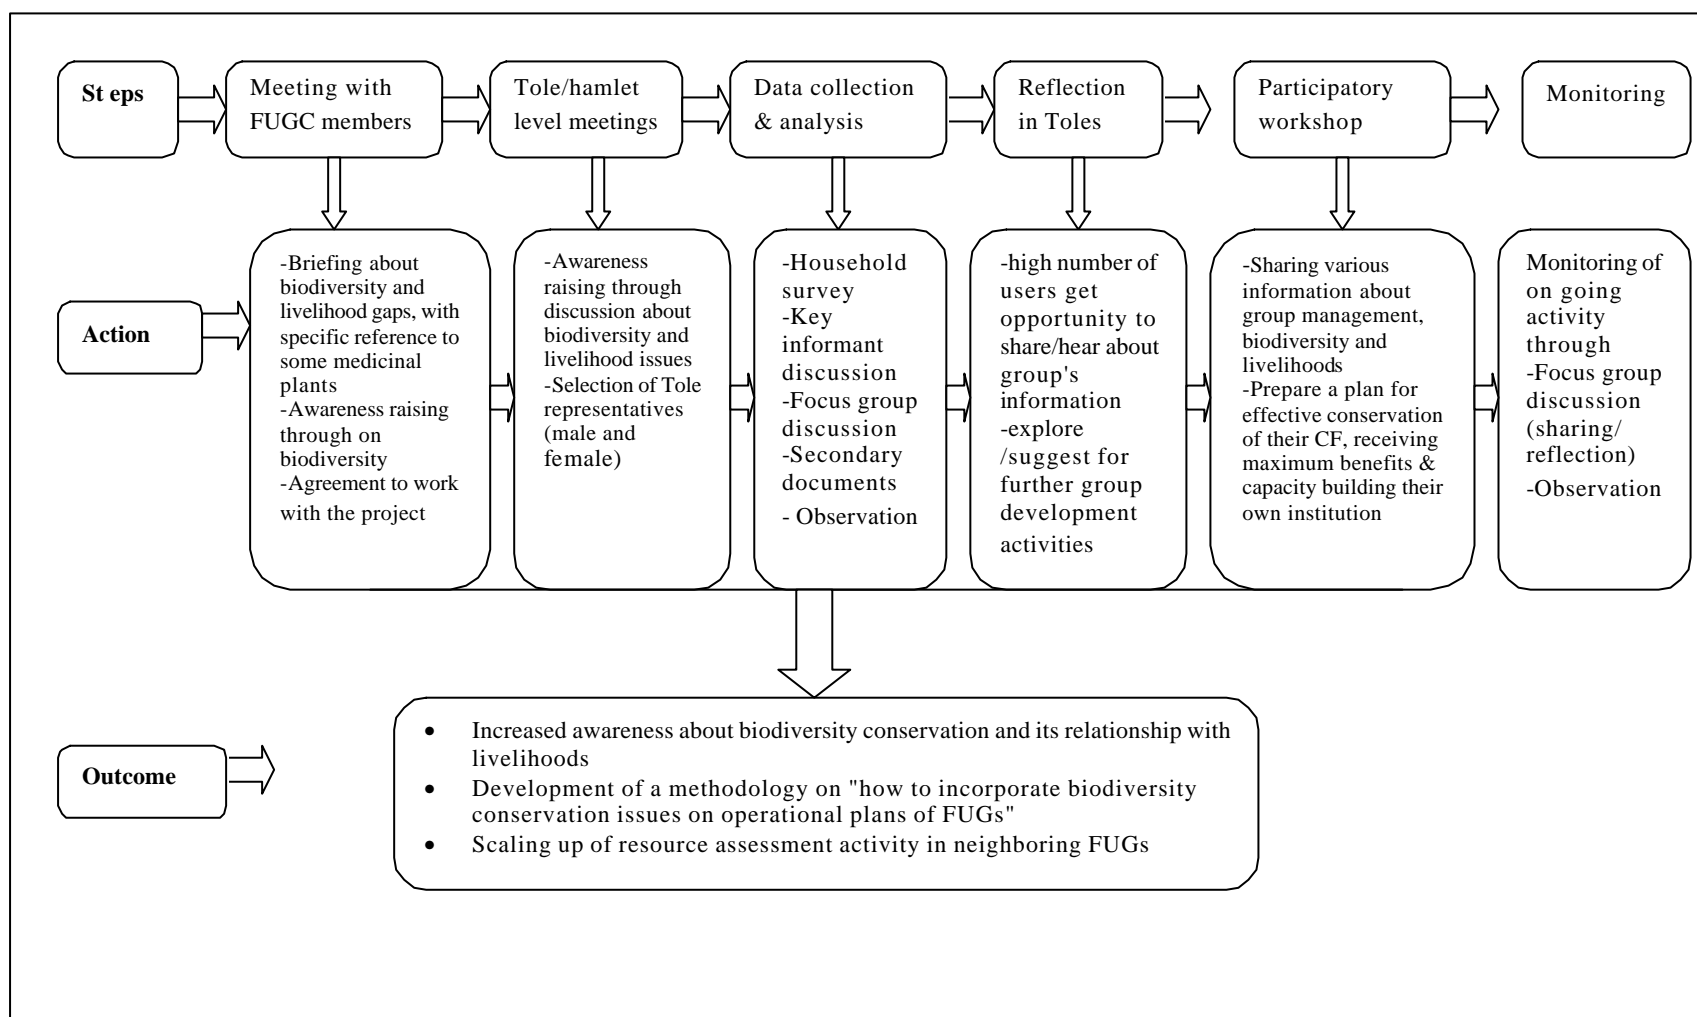 St eps
Meeting with
FUGC members
Tole/hamlet
level meetings
Data collection
& analysis
Reflection
in Toles
Participatory
workshop
Monitoring
Action
-Briefing about
biodiversity and
livelihood gaps, with
specific reference to
some medicinal
plants
-Awareness raising
through on
biodiversity
-Agreement to work
with the project
-Awareness
raising through
discussion about
biodiversity and
livelihood issues
-Selection of Tole
representatives
(male and
female)
-Household
survey
-Key
informant
discussion
-Focus group
discussion
-Secondary
documents
- Observation
-high number of
users get
opportunity to
share/hear about
group's
information
-explore
/suggest for
further group
development
activities
-Sharing various
information about
group management,
biodiversity and
livelihoods
-Prepare a plan for
effective conservation
of their CF, receiving
maximum benefits &
capacity building their
own institution
Monitoring of
on going
activity
through
-Focus group
discussion
(sharing/
reflection)
-Observation
Outcome
• Increased awareness about biodiversity conservation and its relationship with
livelihoods
• Development of a methodology on "how to incorporate biodiversity
conservation issues on operational plans of FUGs"
• Scaling up of resource assessment activity in neighboring FUGs